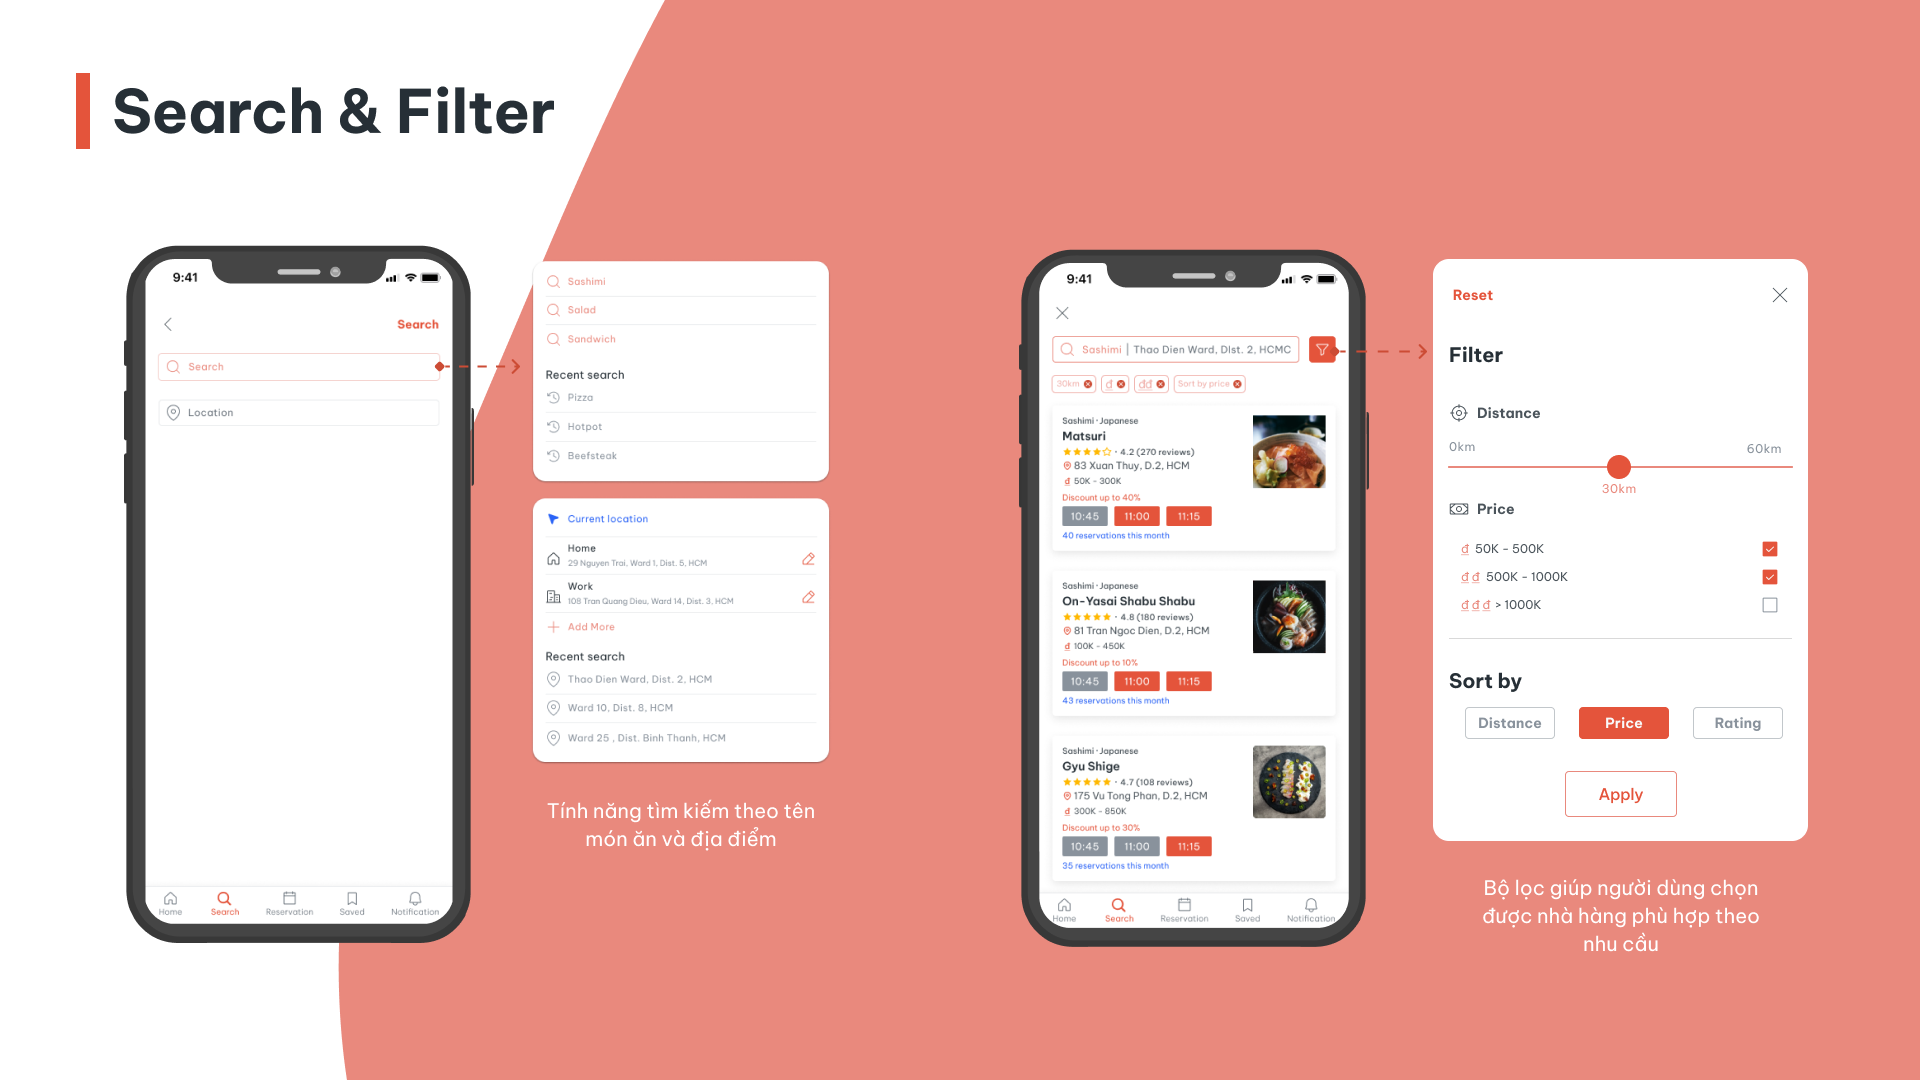 Search & Filter
9:41
Search
Search
Location
Home
Search
Reservation
Saved
Notification
Sashimi
Salad
Sandwich
Recent search
Pizza
Hotpot
Beefsteak
Current location
Home
29 Nguyen Trai, Ward 1, Dist. 5, HCM
Work
108 Tran Quang Dieu, Ward 14, Dist. 3, HCM
Add More
Recent search
Thao Dien Ward, Dist. 2, HCM
Ward 10, Dist. 8, HCM
Ward 25 , Dist. Binh Thanh, HCM
Tính năng tìm kiếm theo tên
món ăn và địa điểm
9:41
Sashimi | Thao Dien Ward, DIst. 2, HCMC
30km đ đđ Sort by price
Sashimi · Japanese
Matsuri
· 4.2 (270 reviews)
83 Xuan Thuy, D.2, HCM
đ 50K - 300K
Discount up to 40%
10:45 11:00 11:15
40 reservations this month
Sashimi · Japanese
On-Yasai Shabu Shabu
· 4.8 (180 reviews)
81 Tran Ngoc Dien, D.2, HCM
đ 100K - 450K
Discount up to 10%
10:45 11:00 11:15
43 reservations this month
Sashimi · Japanese
Gyu Shige
· 4.7 (108 reviews)
175 Vu Tong Phan, D.2, HCM
đ 300K - 850K
Discount up to 30%
10:45 11:00 11:15
35 reservations this month
Home
Search
Reservation
Saved
Notification
Reset
Filter
Distance
0km
60km
30km
Price
đ 50K - 500K
đ đ 500K - 1000K
đ đ đ > 1000K
Sort by
Distance Price Rating
Apply
Bộ lọc giúp người dùng chọn
được nhà hàng phù hợp theo
nhu cầu